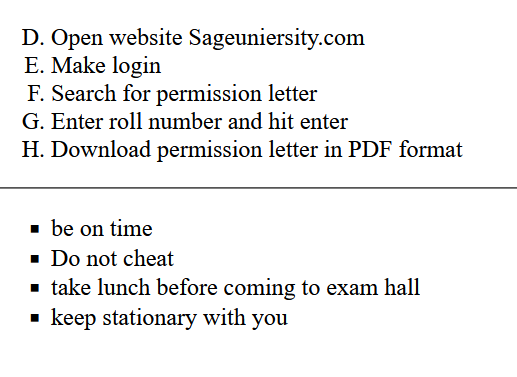 D. Open website Sageuniersity.com
E. Make login
F. Search for permission letter
G. Enter roll number and hit enter
H. Download permission letter in PDF format
▪ be on time
▪ Do not cheat
▪ take lunch before coming to exam hall
▪ keep stationary with you